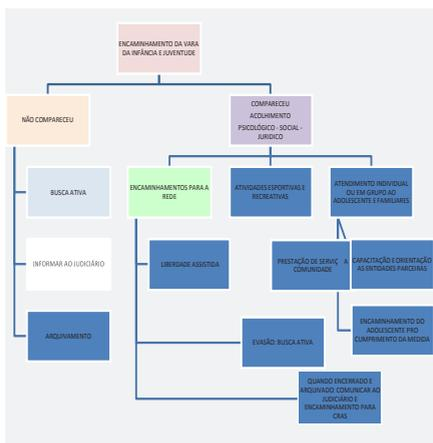 ENCAMINHAMENTO DA VARA
DA INFÂNCIA E JUVENTUDE
NÃO COMPARECEU
COMPARECEU
ACOLHIMENTO
PSICOLÓGICO - SOCIAL -
JURIDICO
BUSCA ATIVA
INFORMAR AO JUDICIÁRIO
ARQUIVAMENTO
ENCAMINHAMENTOS PARA A
REDE
ATIVIDADES ESPORTIVAS E
RECREATIVAS
ATENDIMENTO INDIVIDUAL
OU EM GRUPO AO
ADOLESCENTE E FAMILIARES
LIBERDADE ASSISTIDA
PRESTAÇÃO DE SERVIÇ A
COMUNIDADE
CAPACITAÇÃO E ORIENTAÇÃO
AS ENTIDADES PARCEIRAS
EVASÃO: BUSCA ATIVA
ENCAMINHAMENTO DO
ADOLESCENTE PRO
CUMPRIMENTO DA MEDIDA
QUANDO ENCERRADO E
ARQUIVADO: COMUNICAR AO
JUDICIÁRIO E
ENCAMINHAMENTO PARA
CRAS